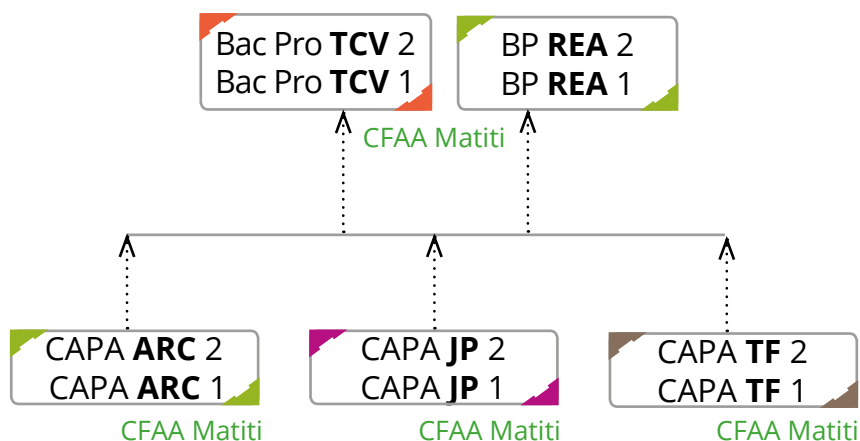 Bac Pro TCV 2
Bac Pro TCV 1
BP REA 2
BP REA 1
CFAA Matiti
CAPA ARC 2
CAPA ARC 1
CFAA Matiti
CAPA JP 2
CAPA JP 1
CFAA Matiti
CAPA TF 2
CAPA TF 1
CFAA Matiti